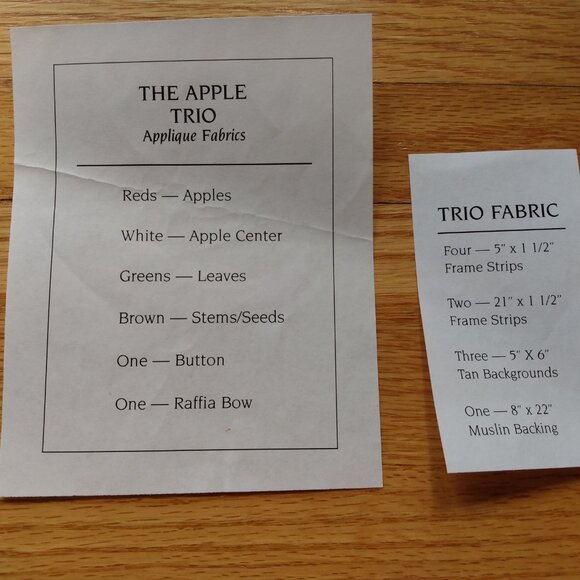 THE APPLE
TRIO
Applique Fabrics
Reds — Apples
White — Apple Center
Greens — Leaves
Brown — Stems/Seeds
One — Button
One — Raffia Bow
TRIO FABRIC
Four — 5" x 1 1/2"
Frame Strips
Two — 21" x 1 1/2"
Frame Strips
Three — 5" X 6"
Tan Backgrounds
One — 8" x 22"
Muslin Backing